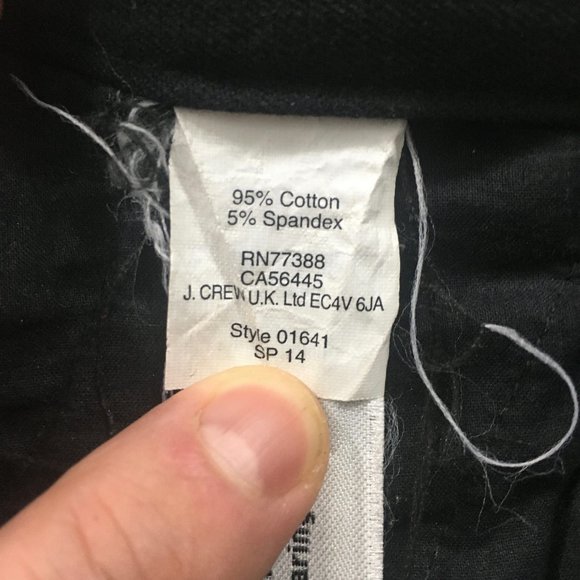 95% Cotton
5% Spandex
RN77388
CA56445
J. CREW U.K. Ltd EC4V 6JA
Style 01641
SP 14